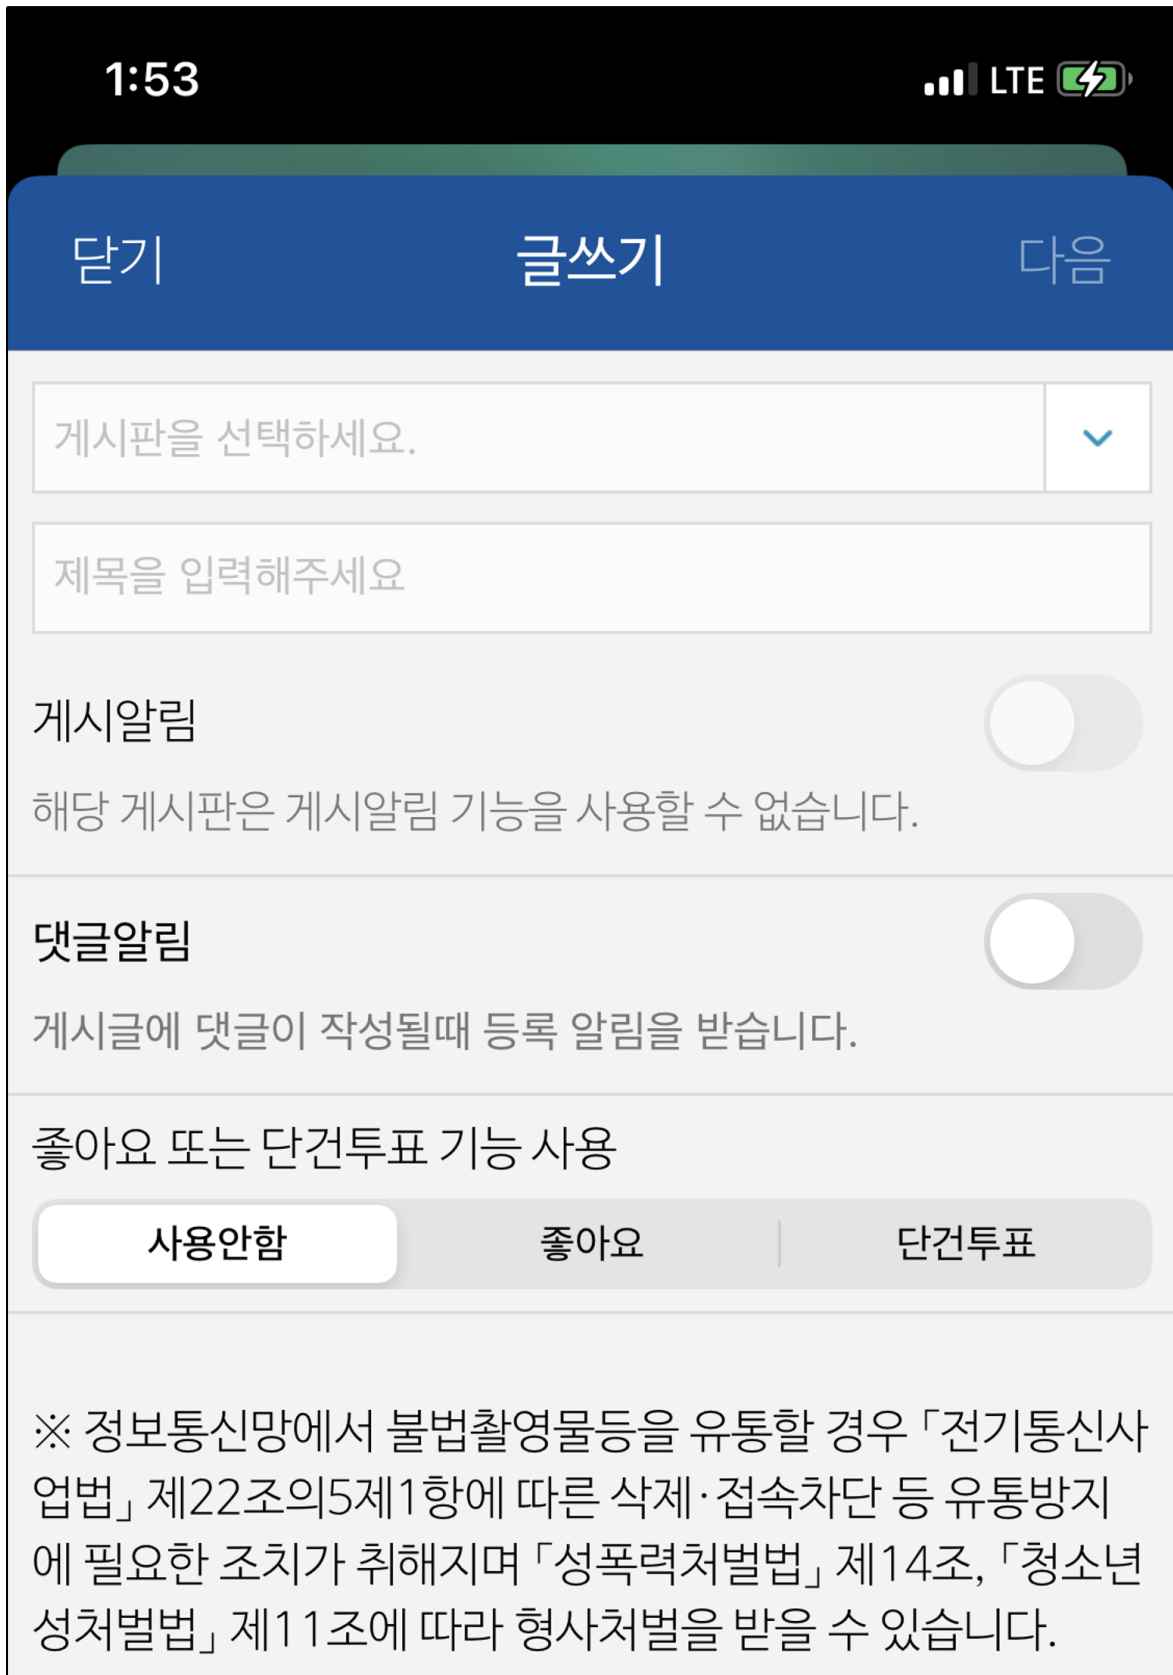 1:53 LTE
닫기 글쓰기 다음
게시판을 선택하세요.
제목을 입력해주세요
게시알림
해당 게시판은 게시알림 기능을 사용할 수 없습니다.
댓글알림
게시글에 댓글이 작성될때 등록 알림을 받습니다.
좋아요 또는 단건투표 기능 사용
사용안함 좋아요 단건투표
※ 정보통신망에서 불법촬영물등을 유통할 경우 「전기통신사
업법」 제22조의5제1항에 따른 삭제·접속차단 등 유통방지
에 필요한 조치가 취해지며 「성폭력처벌법」 제14조, 「청소년
성처벌법」 제11조에 따라 형사처벌을 받을 수 있습니다.